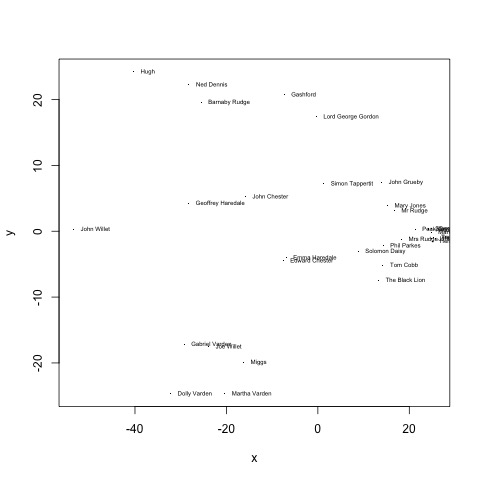 Hugh
Ned Dennis
Gashford
Barnaby Rudge
20
Lord George Gordon
Simon Tappertit
John Grueby
10
John Chester
Geoffrey Haredale
Mary Jones
Mr Rudge
John Willet
0
y
Mrs Rudge
Phil Parkes
Solomon Daisy
Emma Haredale
Edward Chester
Tom Cobb
The Black Lion
-10
Gabriel Varden
Joe Willet
Miggs
-20
Dolly Varden
Martha Varden
-40
-20
0
20
x